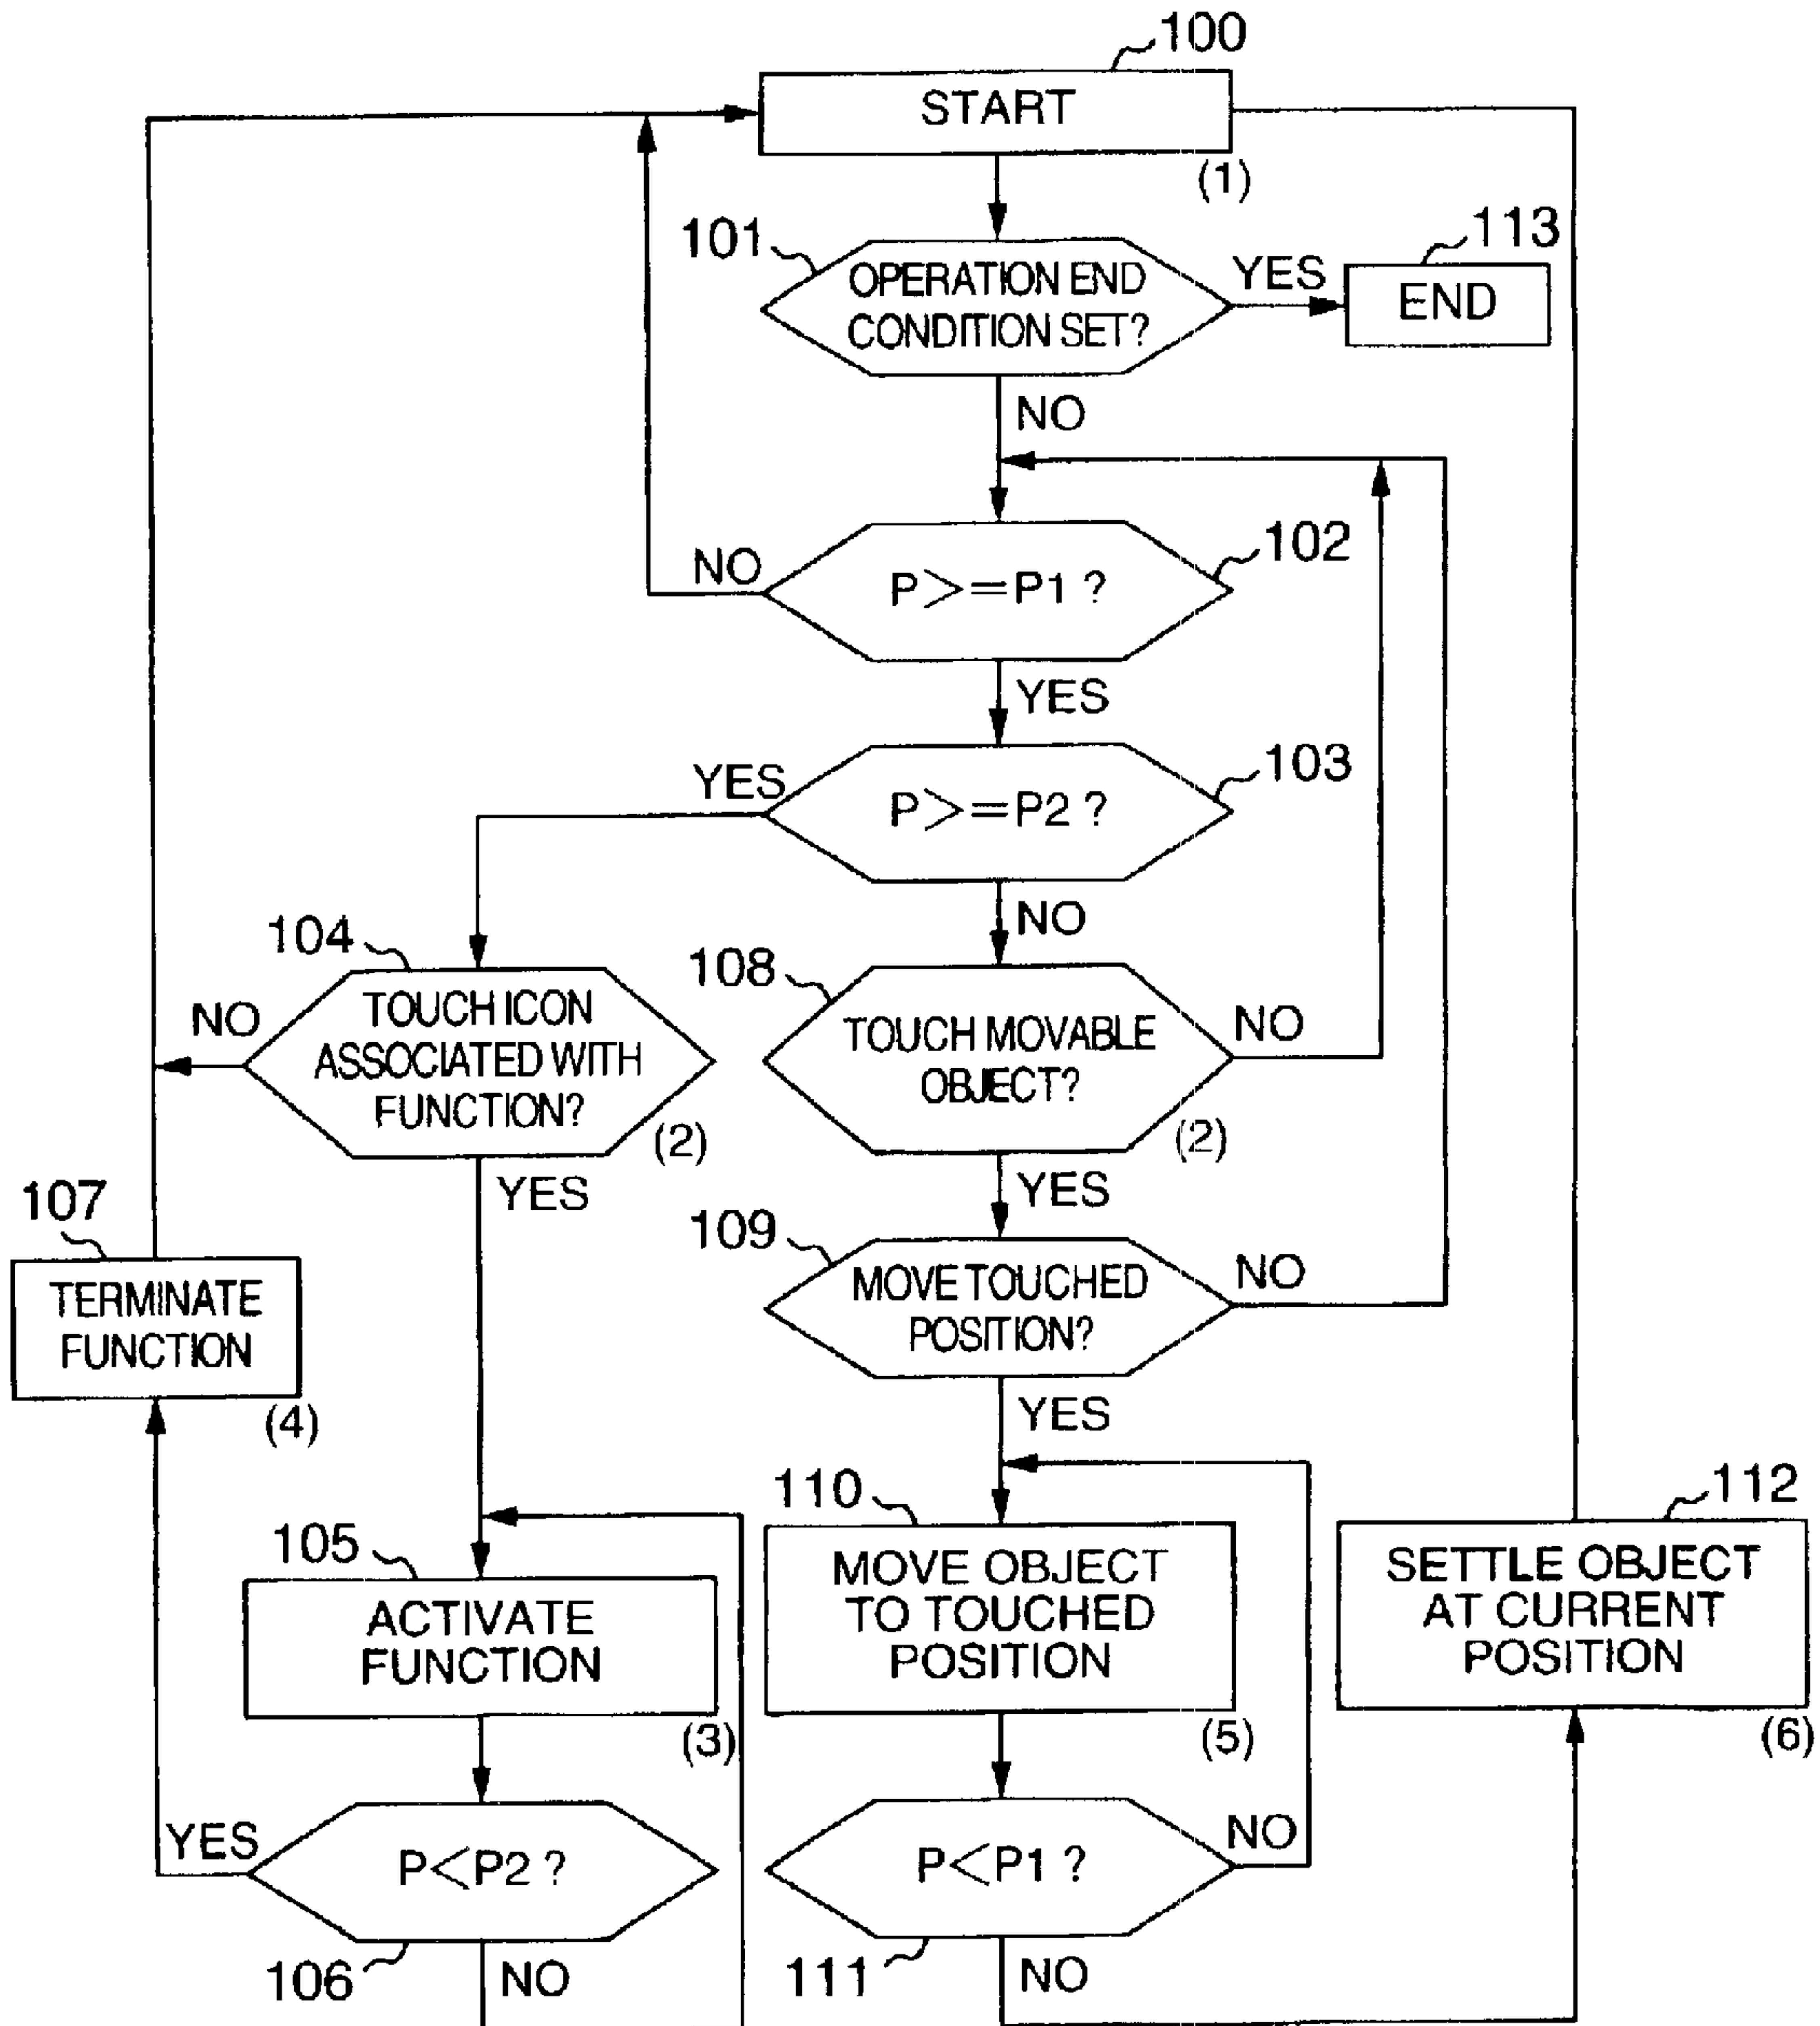 100
START
(1)
101
OPERATION END
CONDITION SET?
YES
113
END
NO
102
P>=P1 ?
NO
YES
103
P>=P2 ?
YES
NO
104
TOUCH ICON
ASSOCIATED WITH
FUNCTION?
(2)
NO
YES
108
TOUCH MOVABLE
OBJECT?
(2)
NO
YES
107
TERMINATE
FUNCTION
(4)
109
MOVE TOUCHED
POSITION?
NO
YES
105
ACTIVATE
FUNCTION
(3)
110
MOVE OBJECT
TO TOUCHED
POSITION
(5)
112
SETTLE OBJECT
AT CURRENT
POSITION
(6)
YES
P<P2 ?
106
NO
P<P1 ?
NO
111
NO